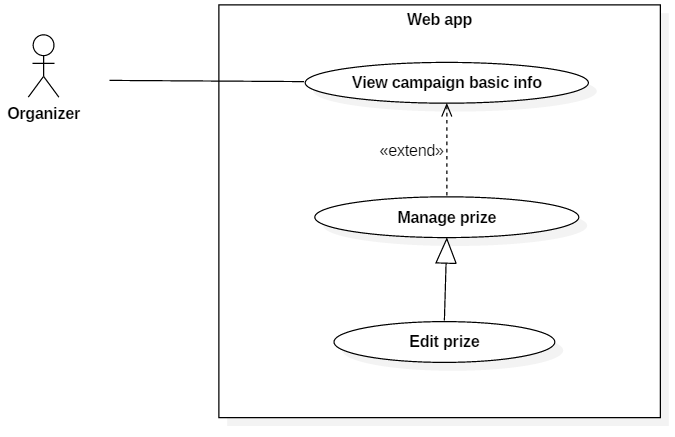 Web app
View campaign basic info
Organizer
«extend»
Manage prize
Edit prize